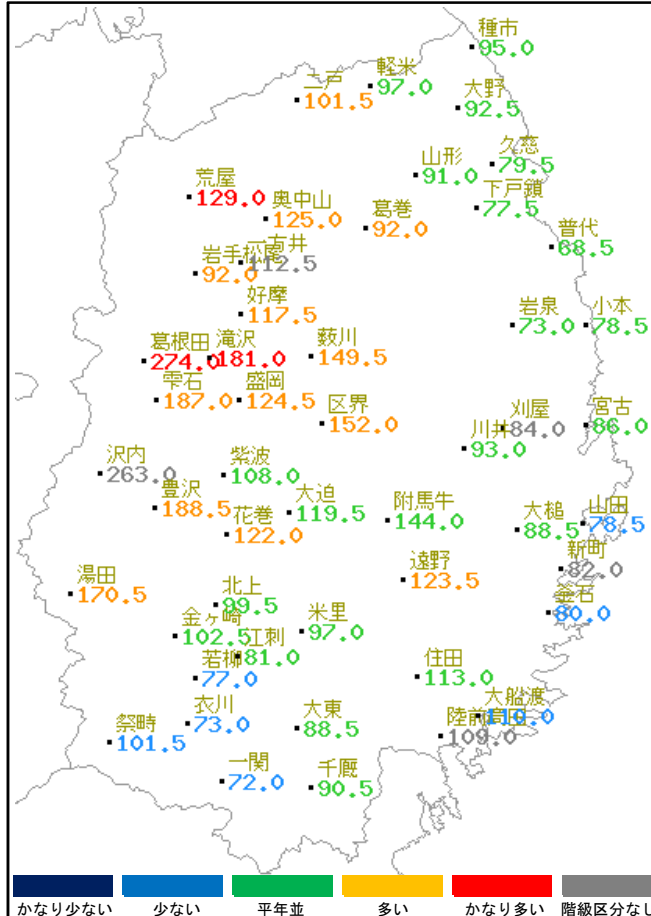 種市
95.0
軽米
97.0
二戸
101.5
大野
92.5
久慈
79.5
山形
91.0
荒屋
129.0
下戸鎖
77.5
奥中山
125.0
葛巻
92.0
普代
88.5
一方井
112.5
岩手松尾
92.0
好摩
117.5
岩泉
73.0
小本
78.5
葛根田
274.0
滝沢
181.0
薮川
149.5
雫石
187.0
盛岡
124.5
区界
152.0
刈屋
84.0
宮古
86.0
川井
93.0
沢内
263.0
紫波
108.0
豊沢
188.5
大迫
119.5
附馬牛
144.0
大槌
88.5
山田
78.5
花巻
122.0
新町
82.0
湯田
170.5
遠野
123.5
北上
99.5
釜石
80.0
金ヶ崎
102.5
江刺
81.0
米里
97.0
若柳
77.0
住田
113.0
大船渡
110.0
衣川
73.0
大東
88.5
陸前高田
109.0
祭畤
101.5
一関
72.0
千厩
90.5
かなり少ない
少ない
平年並
多い
かなり多い
階級区分なし